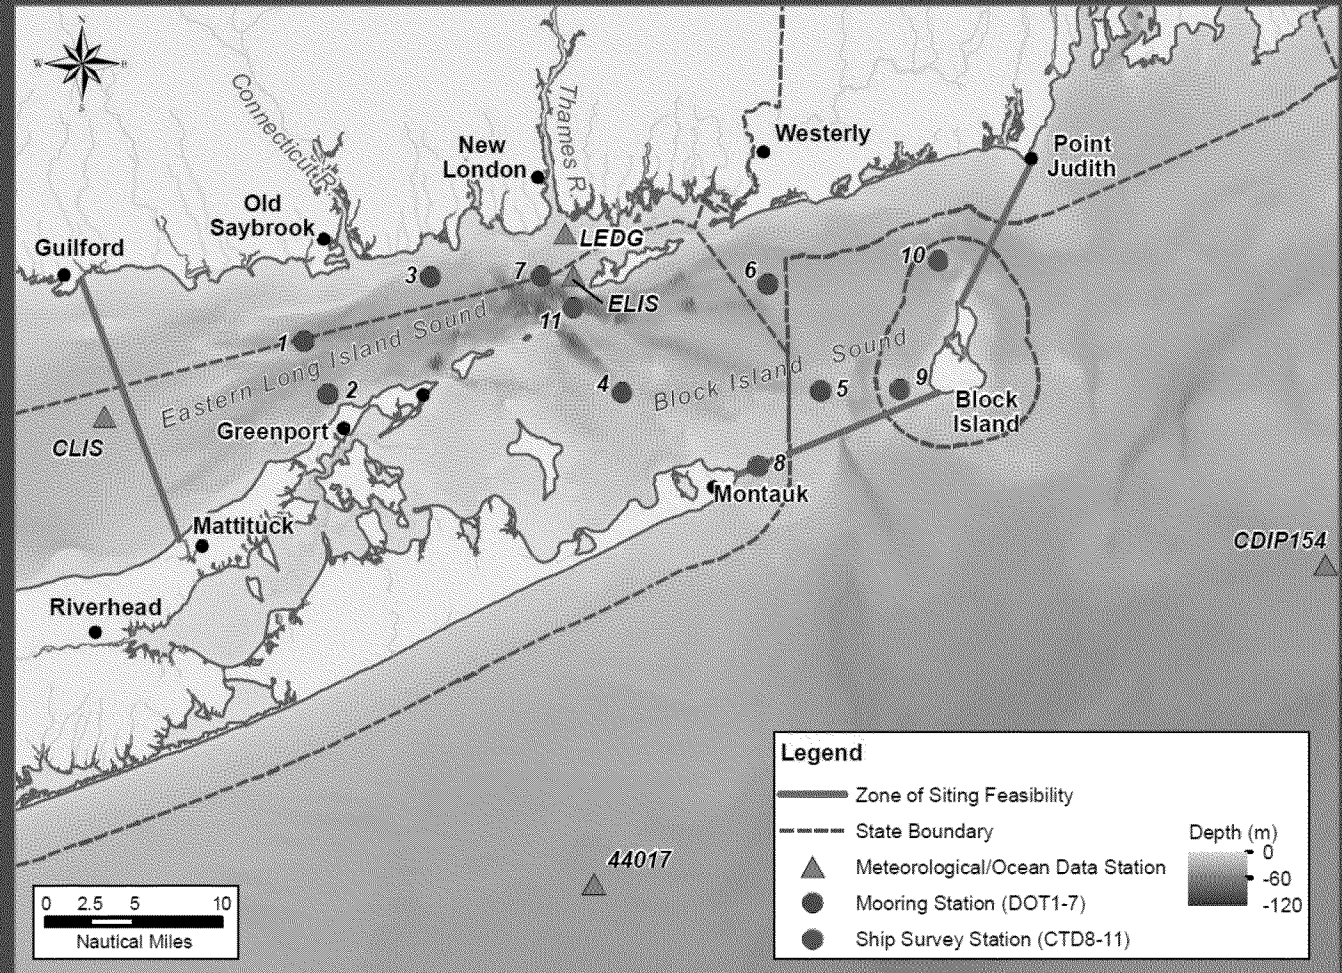 N
W
E
S
Connecticut R.
Thames R.
Westerly
New
London
Point
Judith
Old
Saybrook
Guilford
LEDG
3
7
6
10
ELIS
11
1
Eastern Long Island Sound
2
4
Block Island Sound
5
9
Block
Island
CLIS
Greenport
8
Montauk
Mattituck
CDIP154
Riverhead
44017
Legend
Zone of Siting Feasibility
State Boundary
Meteorological/Ocean Data Station
Mooring Station (DOT1-7)
Ship Survey Station (CTD8-11)
Depth (m)
0
-60
-120
0 2.5 5 10
Nautical Miles